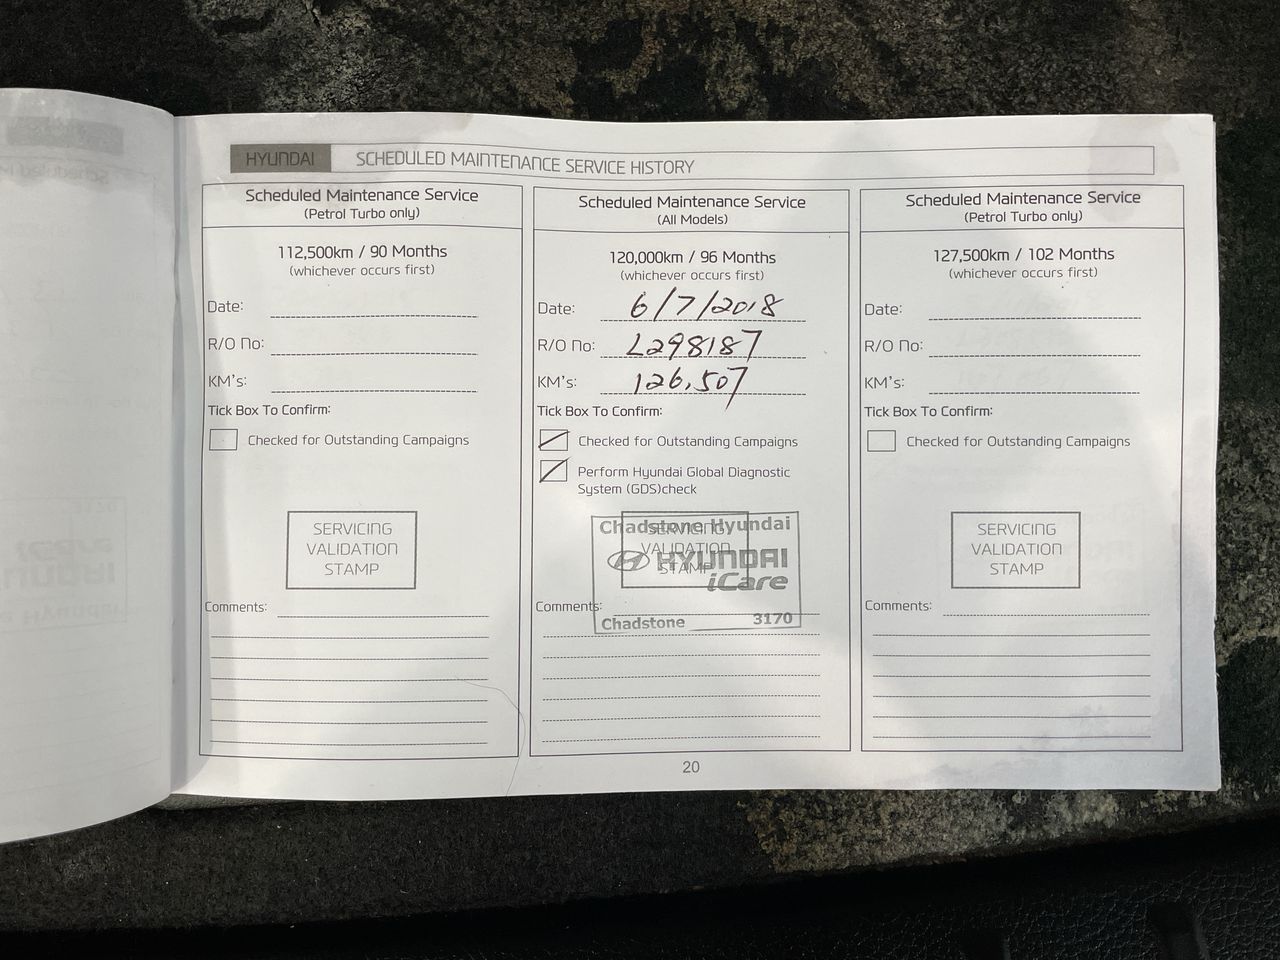 HYUNDAI SCHEDULED MAINTENANCE SERVICE HISTORY
Scheduled Maintenance Service
(Petrol Turbo only)
112,500km / 90 Months
(whichever occurs first)
Date:
R/O No:
KM's:
Tick Box To Confirm:
Checked for Outstanding Campaigns
SERVICING
VALIDATION
STAMP
Comments:
Scheduled Maintenance Service
(All Models)
120,000km / 96 Months
(whichever occurs first)
Date: 6/7/2018
R/O No: L298187
KM's: 126,507
Tick Box To Confirm:
Checked for Outstanding Campaigns
Perform Hyundai Global Diagnostic
System (GDS)check
SERVICING
VALIDATION
STAMP
Chadstone Hyundai
HYUNDAI
iCare
Chadstone 3170
Comments:
Scheduled Maintenance Service
(Petrol Turbo only)
127,500km / 102 Months
(whichever occurs first)
Date:
R/O No:
KM's:
Tick Box To Confirm:
Checked for Outstanding Campaigns
SERVICING
VALIDATION
STAMP
Comments:
20